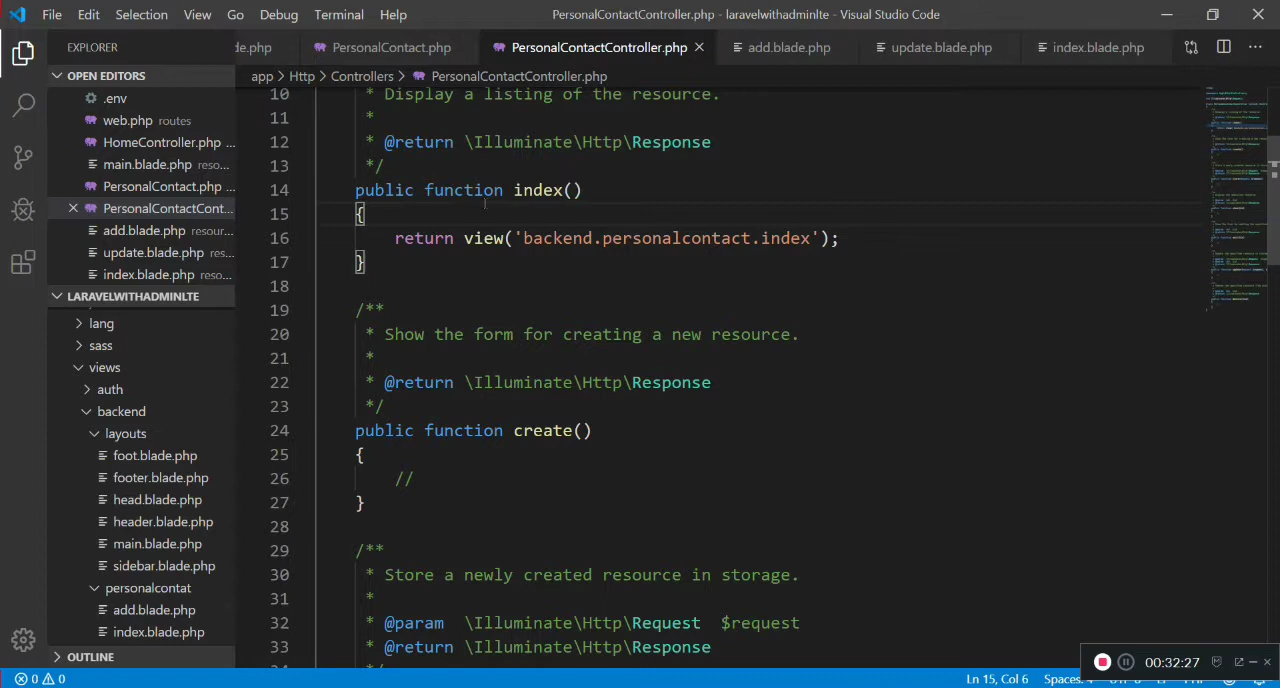 File Edit Selection View Go Debug Terminal Help PersonalContactController.php - laravelwithadminlte - Visual Studio Code
EXPLORER
de.php PersonalContact.php PersonalContactController.php add.blade.php update.blade.php index.blade.php
OPEN EDITORS
.env
web.php routes
HomeController.php ...
main.blade.php reso...
PersonalContact.php ...
PersonalContactCont...
add.blade.php resour...
update.blade.php reso...
index.blade.php reso...
LARAVELWITHADMINLTE
lang
sass
views
auth
backend
layouts
foot.blade.php
footer.blade.php
head.blade.php
header.blade.php
main.blade.php
sidebar.blade.php
personalcontat
add.blade.php
index.blade.php
OUTLINE
app > Http > Controllers > PersonalContactController.php
10 * Display a listing of the resource.
11 *
12 * @return \Illuminate\Http\Response
13 */
14 public function index()
15 {
16 return view('backend.personalcontact.index');
17 }
18
19 /**
20 * Show the form for creating a new resource.
21 *
22 * @return \Illuminate\Http\Response
23 */
24 public function create()
25 {
26 //
27 }
28
29 /**
30 * Store a newly created resource in storage.
31 *
32 * @param \Illuminate\Http\Request $request
33 * @return \Illuminate\Http\Response
00:32:27
0 0 Ln 15, Col 6